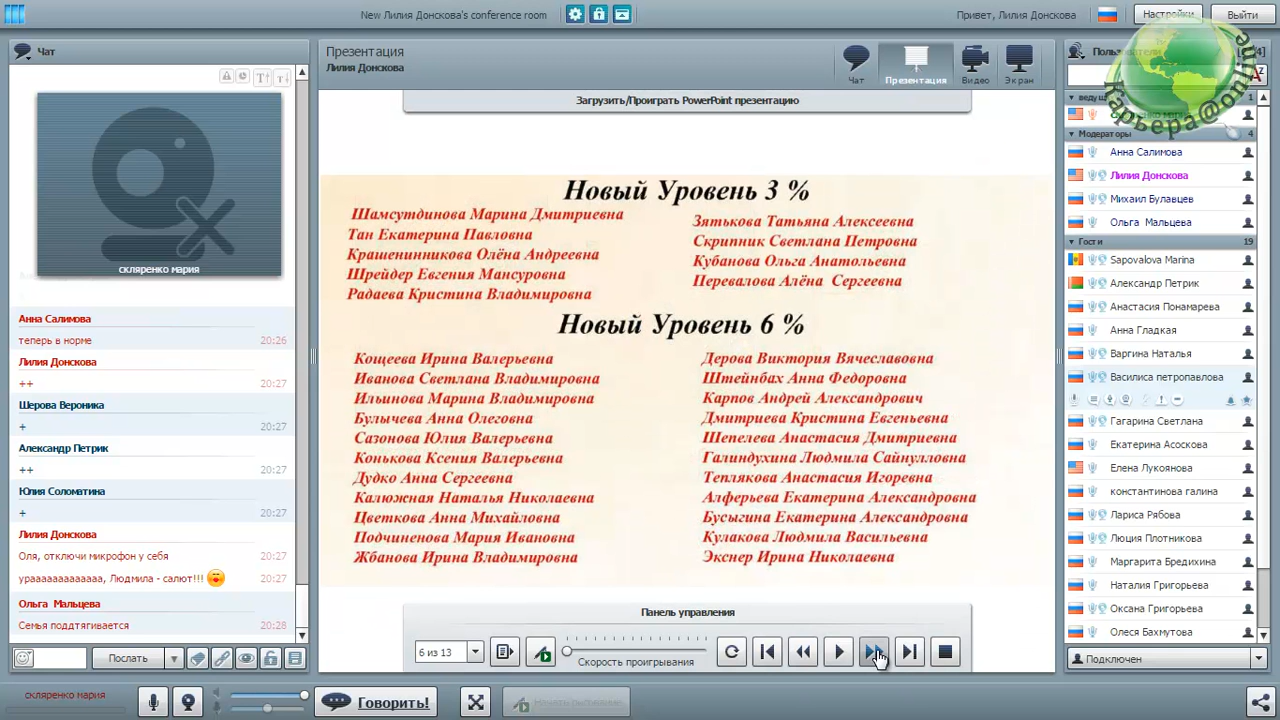 New Лилия Донскова's conference room
Привет, Лилия Донскова
Настройки
Выйти
Чат
скляренко мария
Анна Салимова
теперь в норме 20:26
Лилия Донскова
++ 20:27
Шерова Вероника
+ 20:27
Александр Петрик
++ 20:27
Юлия Соломатина
+ 20:27
Лилия Донскова
Оля, отключи микрофон у себя 20:27
урааааааааааааа, Людмила - салют!!! 20:27
Ольга Мальцева
Семья поддтягивается 20:28
Послать
Презентация
Лилия Донскова
Чат
Презентация
Видео
Экран
Загрузить/Проиграть PowerPoint презентацию
Новый Уровень 3 %
Шамсутдинова Марина Дмитриевна
Тан Екатерина Павловна
Крашенинникова Олёна Андреевна
Шрейдер Евгения Мансуровна
Радаева Кристина Владимировна
Зятькова Татьяна Алексеевна
Скрипник Светлана Петровна
Кубанова Ольга Анатольевна
Перевалова Алёна Сергеевна
Новый Уровень 6 %
Кощеева Ирина Валерьевна
Иванова Светлана Владимировна
Ильинова Марина Владимировна
Булычева Анна Олеговна
Сазонова Юлия Валерьевна
Конькова Ксения Валерьевна
Дудко Анна Сергеевна
Калюженая Наталья Николаевна
Цветкова Анна Михайловна
Подчиненова Мария Ивановна
Жбанова Ирина Владимировна
Дерова Виктория Вячеславовна
Штейнбах Анна Федоровна
Карпов Андрей Александрович
Дмитриева Кристина Евгеньевна
Шепелева Анастасия Дмитриевна
Галиндухина Людмила Сайнулловна
Теплякова Анастасия Игоревна
Алферьева Екатерина Александровна
Бусыгина Екатерина Александровна
Кулакова Людмила Васильевна
Экснер Ирина Николаевна
Панель управления
6 из 13
Скорость проигрывания
Карьера@online
Модераторы 4
Анна Салимова
Лилия Донскова
Михаил Булавцев
Ольга Мальцева
Гости 19
Sapovalova Marina
Александр Петрик
Анастасия Понамарева
Анна Гладкая
Варгина Наталья
Василиса петропавлова
Гагарина Светлана
Екатерина Асоскова
Елена Лукоянова
константинова галина
Лариса Рябова
Люция Плотникова
Маргарита Бредихина
Наталия Григорьева
Оксана Григорьева
Олеся Бахмутова
Подключен
скляренко мария
Говорить!